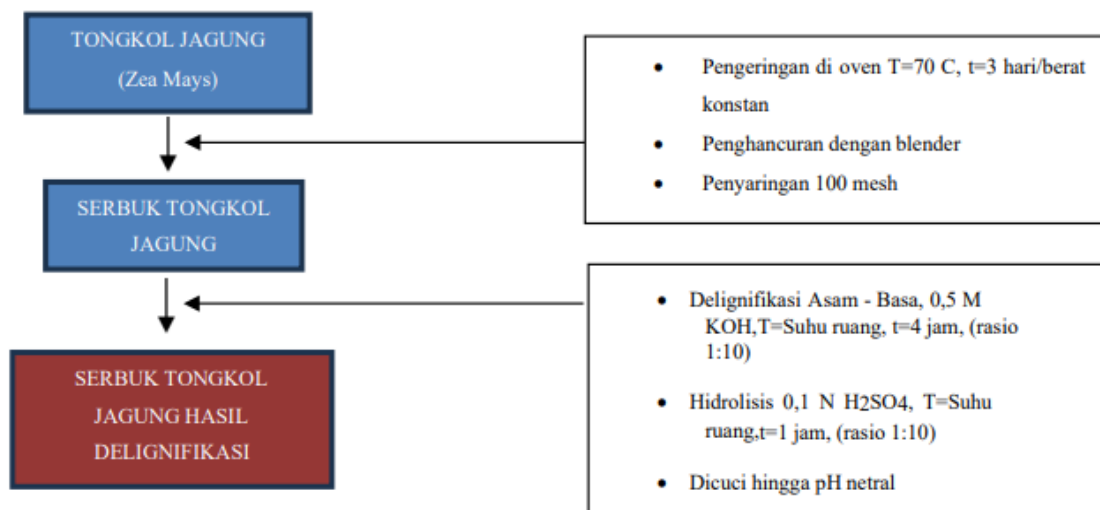 TONGKOL JAGUNG
(Zea Mays)
• Pengeringan di oven T=70 C, t=3 hari/berat
konstan
• Penghancuran dengan blender
• Penyaringan 100 mesh
SERBUK TONGKOL
JAGUNG
• Delignifikasi Asam - Basa, 0,5 M
KOH,T=Suhu ruang, t=4 jam, (rasio
1:10)
• Hidrolisis 0,1 N H2SO4, T=Suhu
ruang,t=1 jam, (rasio 1:10)
• Dicuci hingga pH netral
SERBUK TONGKOL
JAGUNG HASIL
DELIGNIFIKASI